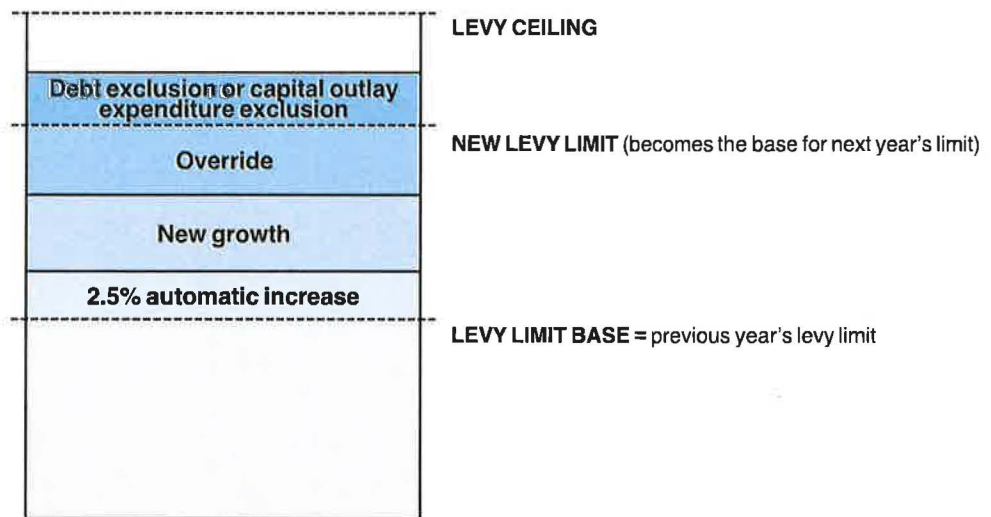 LEVY CEILING
Debt exclusion or capital outlay
expenditure exclusion
NEW LEVY LIMIT (becomes the base for next year's limit)
Override
New growth
2.5% automatic increase
LEVY LIMIT BASE = previous year's levy limit